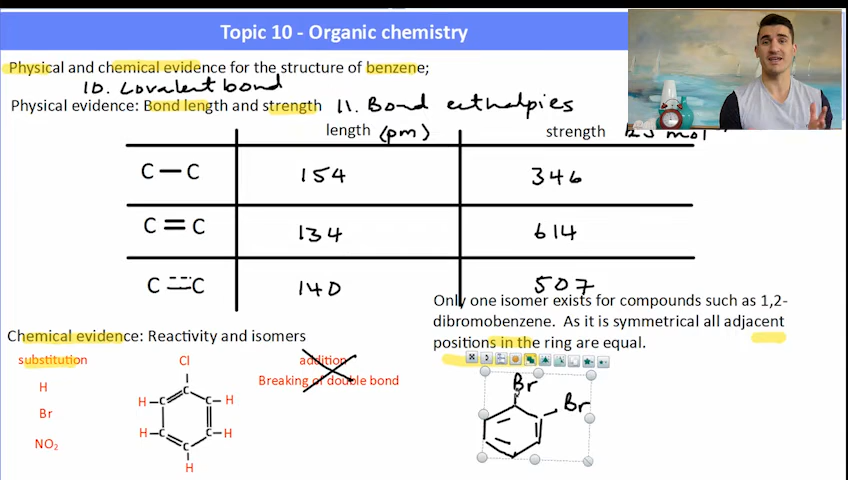 Topic 10 - Organic chemistry
Physical and chemical evidence for the structure of benzene;
10. Covalent bond
Physical evidence: Bond length and strength 11. Bond enthalpies
length (pm) strength mol
C C 154 346
C C 134 614
C C 140 507
Only one isomer exists for compounds such as 1,2-
dibromobenzene. As it is symmetrical all adjacent
positions in the ring are equal.
Chemical evidence: Reactivity and isomers
substitution
H
Br
NO2
Cl
C
H C C H
H C C H
C
H
addition
Breaking of double bond
Br
Br